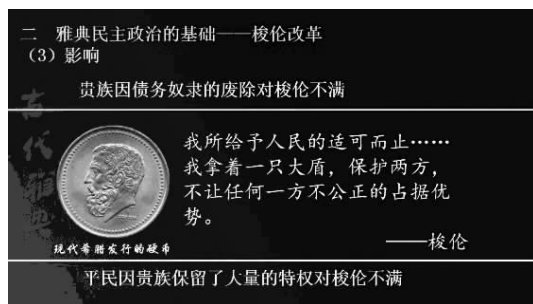 二 雅典民主政治的基础——梭伦改革
（3）影响
贵族因债务奴隶的废除对梭伦不满
古代雅典
我所给予人民的适可而止……
我拿着一只大盾，保护两方，
不让任何一方不公正的占据优
势。
——梭伦
现代希腊发行的硬币
平民因贵族保留了大量的特权对梭伦不满